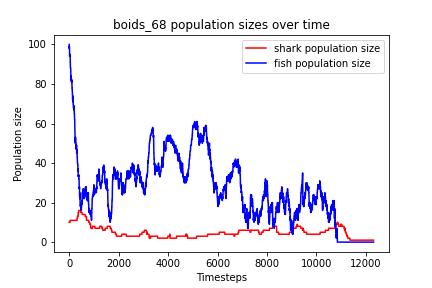 boids_68 population sizes over time
shark population size
fish population size
Population size
100
80
60
40
20
0
0 2000 4000 6000 8000 10000 12000
Timesteps